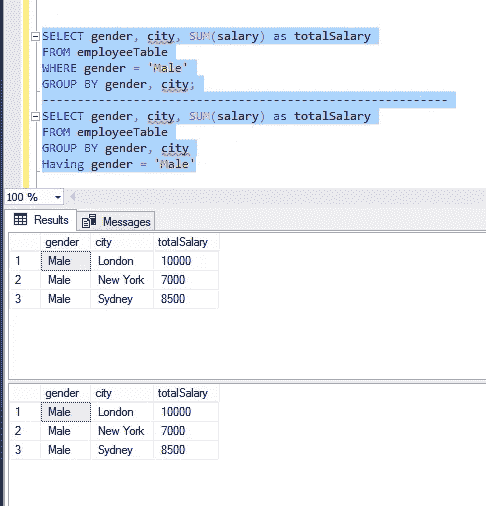 SELECT gender, city, SUM(salary) as totalSalary
FROM employeeTable
WHERE gender = 'Male'
GROUP BY gender, city;
--------------------------------------------------------
SELECT gender, city, SUM(salary) as totalSalary
FROM employeeTable
GROUP BY gender, city
Having gender = 'Male'
100 %
Results Messages
gender city totalSalary
1 Male London 10000
2 Male New York 7000
3 Male Sydney 8500
gender city totalSalary
1 Male London 10000
2 Male New York 7000
3 Male Sydney 8500